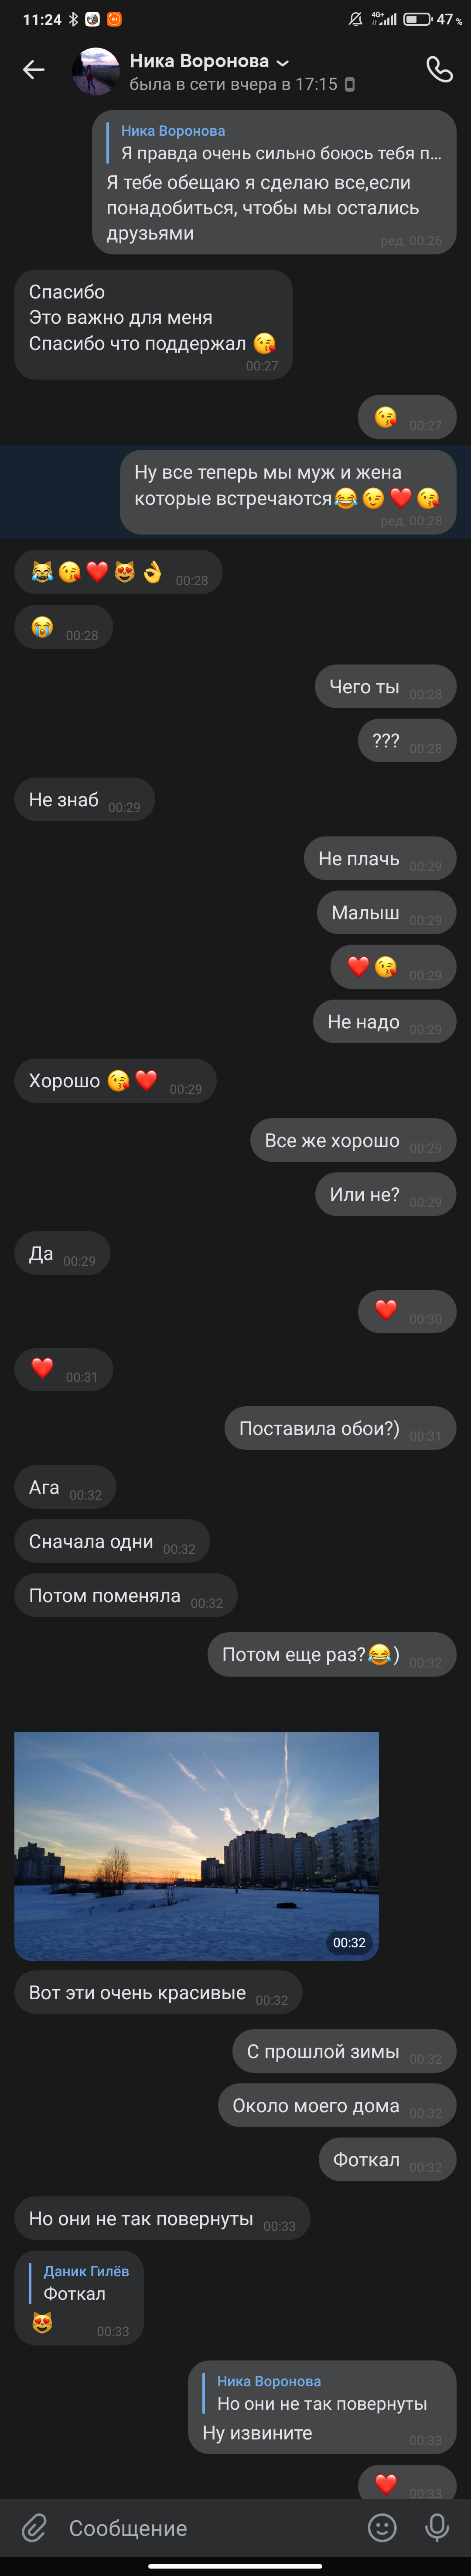 11:24
4G+
47 %
Ника Воронова
была в сети вчера в 17:15
Ника Воронова
Я правда очень сильно боюсь тебя п...
Я тебе обещаю я сделаю все,если
понадобиться, чтобы мы остались
друзьями
ред. 00:26
Спасибо
Это важно для меня
Спасибо что поддержал 😘
00:27
😘 00:27
Ну все теперь мы муж и жена
которые встречаются😂😉❤️😘
ред. 00:28
😹😘❤️😻👌 00:28
😭 00:28
Чего ты 00:28
??? 00:28
Не знаб 00:29
Не плачь 00:29
Малыш 00:29
❤️😘 00:29
Не надо 00:29
Хорошо 😘❤️ 00:29
Все же хорошо 00:29
Или не? 00:29
Да 00:29
❤️ 00:30
❤️ 00:31
Поставила обои?) 00:31
Ага 00:32
Сначала одни 00:32
Потом поменяла 00:32
Потом еще раз?😂) 00:32
00:32
Вот эти очень красивые 00:32
С прошлой зимы 00:32
Около моего дома 00:32
Фоткал 00:32
Но они не так повернуты 00:33
Даник Гилёв
Фоткал
😻 00:33
Ника Воронова
Но они не так повернуты
Ну извините 00:33
❤️ 00:33
Сообщение